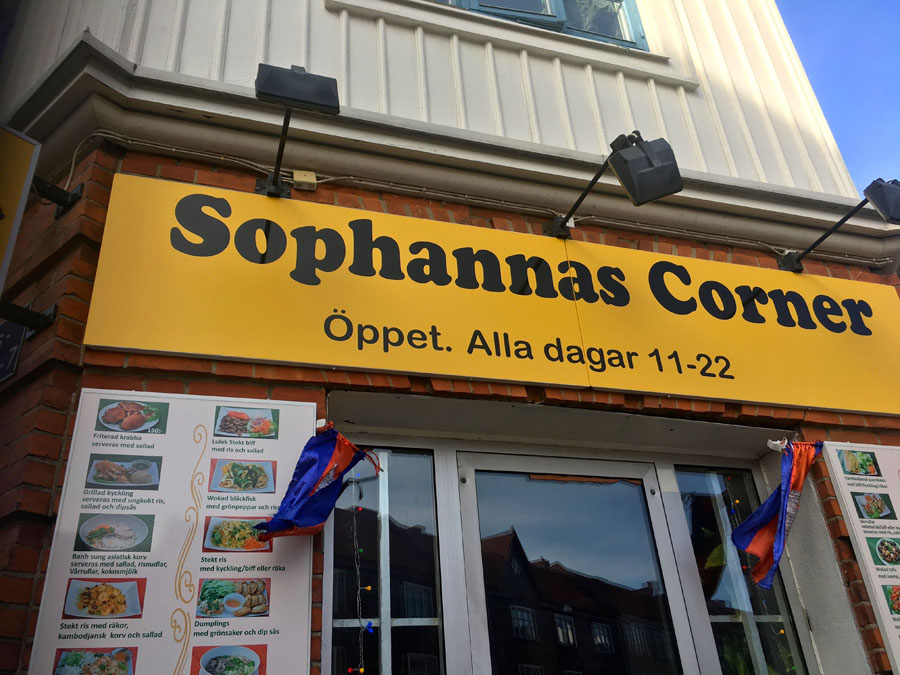 Sophannas Corner
Öppet. Alla dagar 11-22
150:-
Friterad krabba
serveras med sallad
Grillad kyckling
serveras med ungkokt ris,
sallad och dipsås
Banh sung asiatisk korv
serveras med sallad, risnudlar,
Vårrullar, kokosmjölk
Stekt ris med räkor,
kambodjansk korv och sallad
Lulak Stekt biff
med ris och sallad
Wokad bläckfisk
med grönpeppar och ris
Stekt ris
med kyckling/biff eller räka
Dumplings
med grönsaker och dip sås